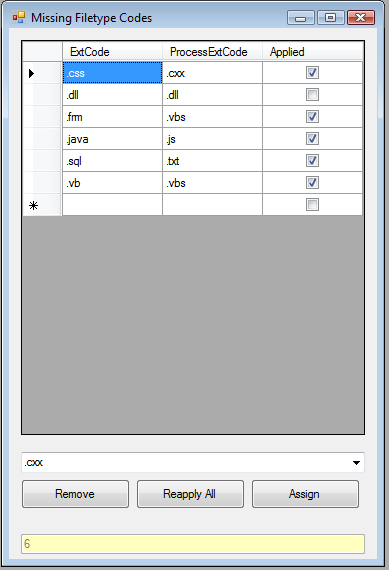 Missing Filetype Codes
ExtCode ProcessExtCode Applied
.css .cxx
.dll .dll
.frm .vbs
.java .js
.sql .txt
.vb .vbs
.cxx
Remove Reapply All Assign
6